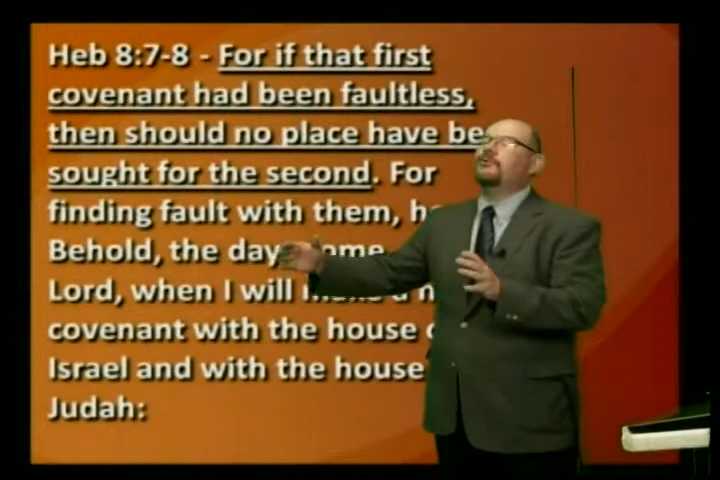 Heb 8:7-8 - For if that first
covenant had been faultless,
then should no place have be
sought for the second. For
finding fault with them, h
Behold, the day ome
Lord, when I will
covenant with the house
Israel and with the house
Judah: